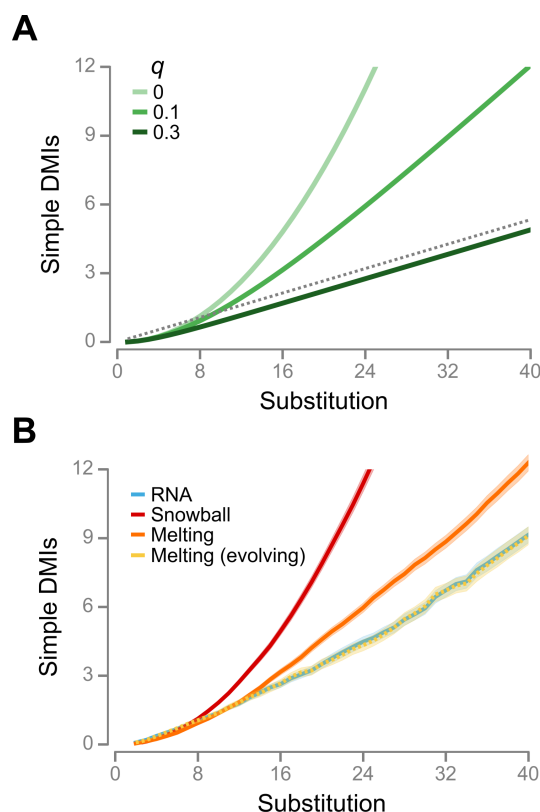 A
Simple DMIs
12
9
6
3
0
q
0
0.1
0.3
0 8 16 24 32 40
Substitution
B
Simple DMIs
12
9
6
3
0
RNA
Snowball
Melting
Melting (evolving)
0 8 16 24 32 40
Substitution